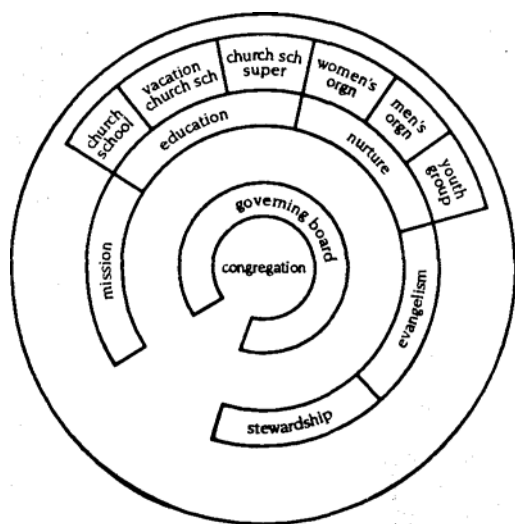 church
school
vacation
church sch
church sch
super
women's
orgn
men's
orgn
youth
group
education
nurture
mission
evangelism
stewardship
governing board
congregation